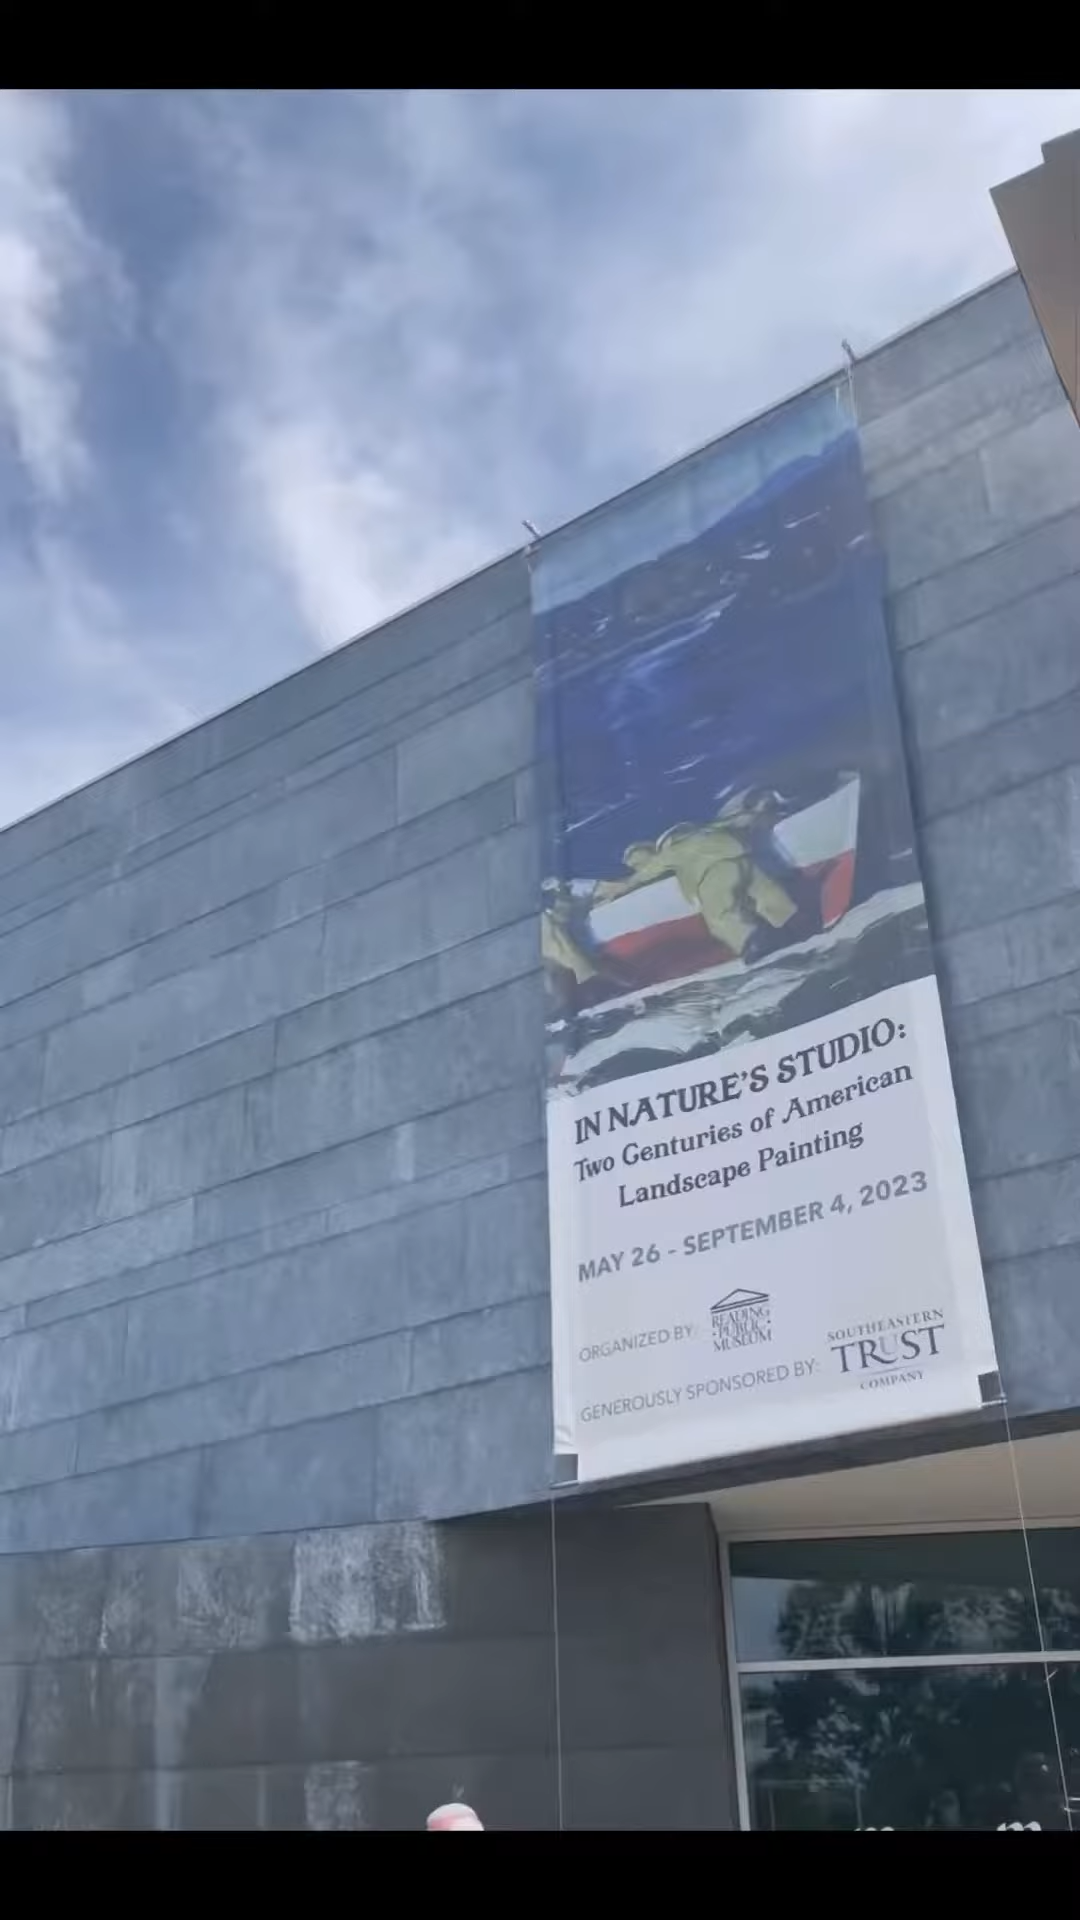 IN NATURE'S STUDIO:
Two Centuries of American
Landscape Painting
MAY 26 - SEPTEMBER 4, 2023
ORGANIZED BY:
READING
•PUBLIC•
MUSEUM
GENEROUSLY SPONSORED BY:
SOUTHEASTERN
TRUST
COMPANY